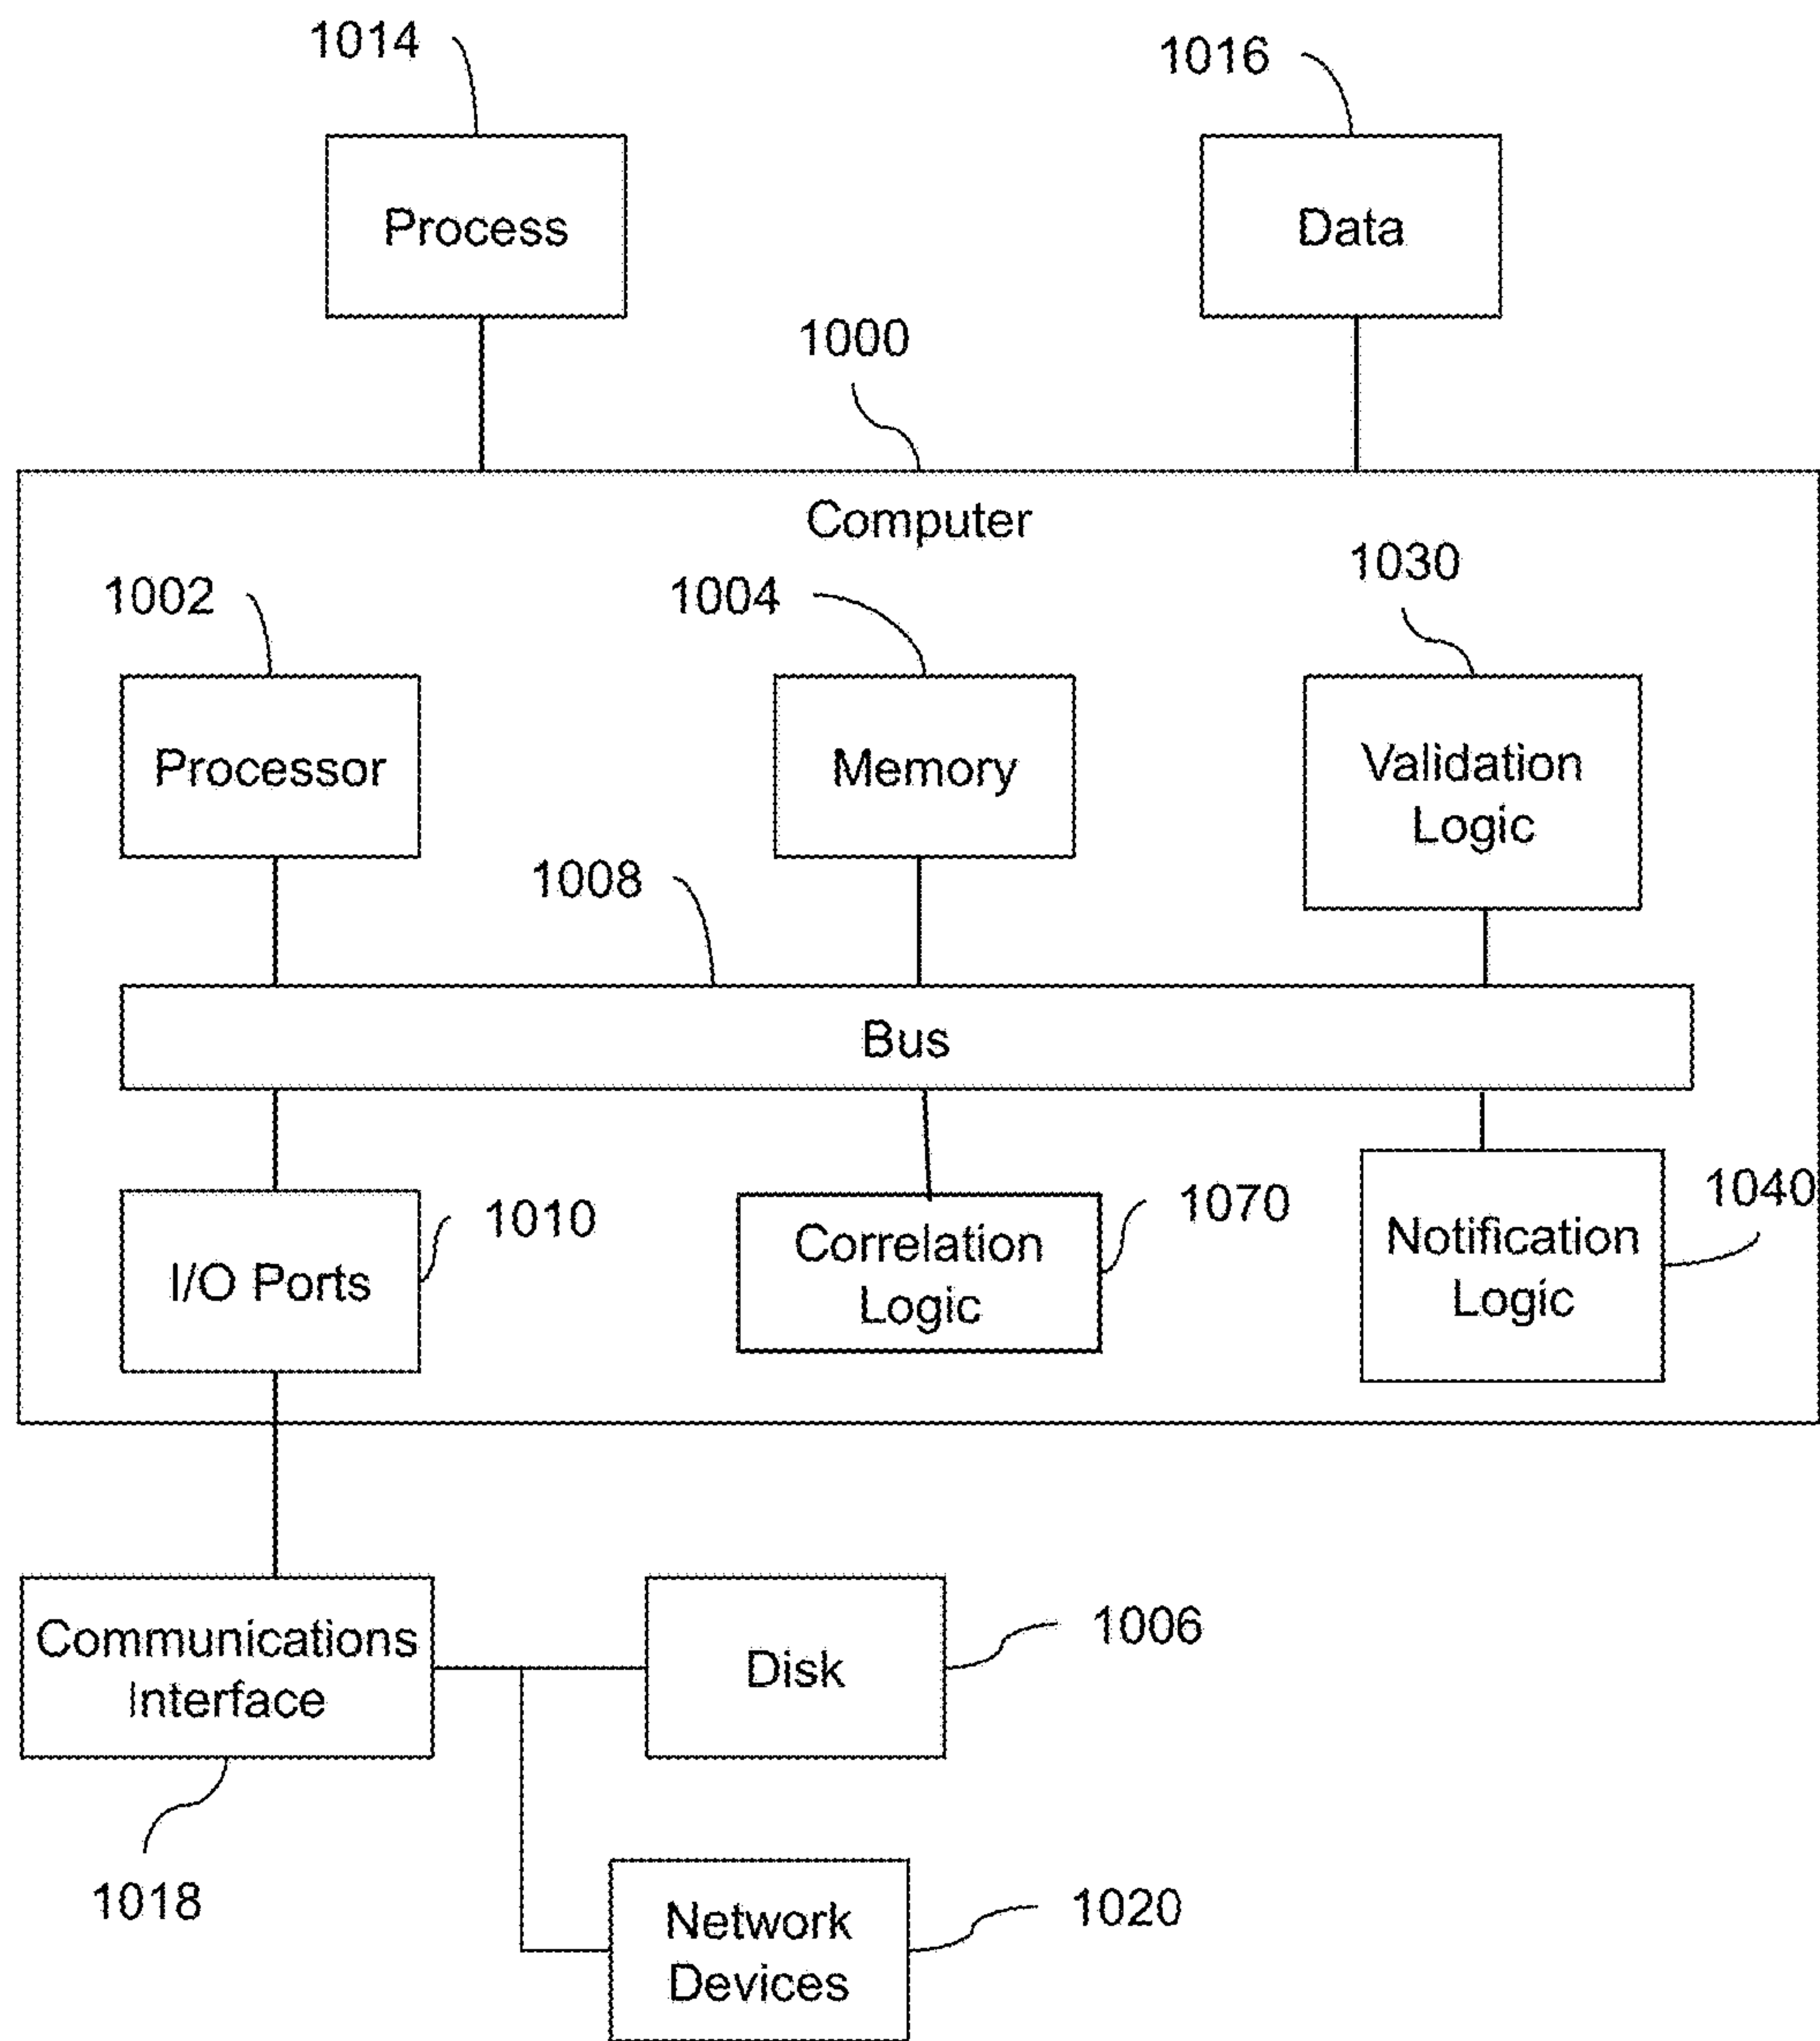 1014
1016
Process
Data
1000
Computer
1002
1004
1030
Processor
Memory
Validation
Logic
1008
Bus
I/O Ports
1010
Correlation
Logic
1070
Notification
Logic
1040
Communications
Interface
Disk
1006
1018
Network
Devices
1020